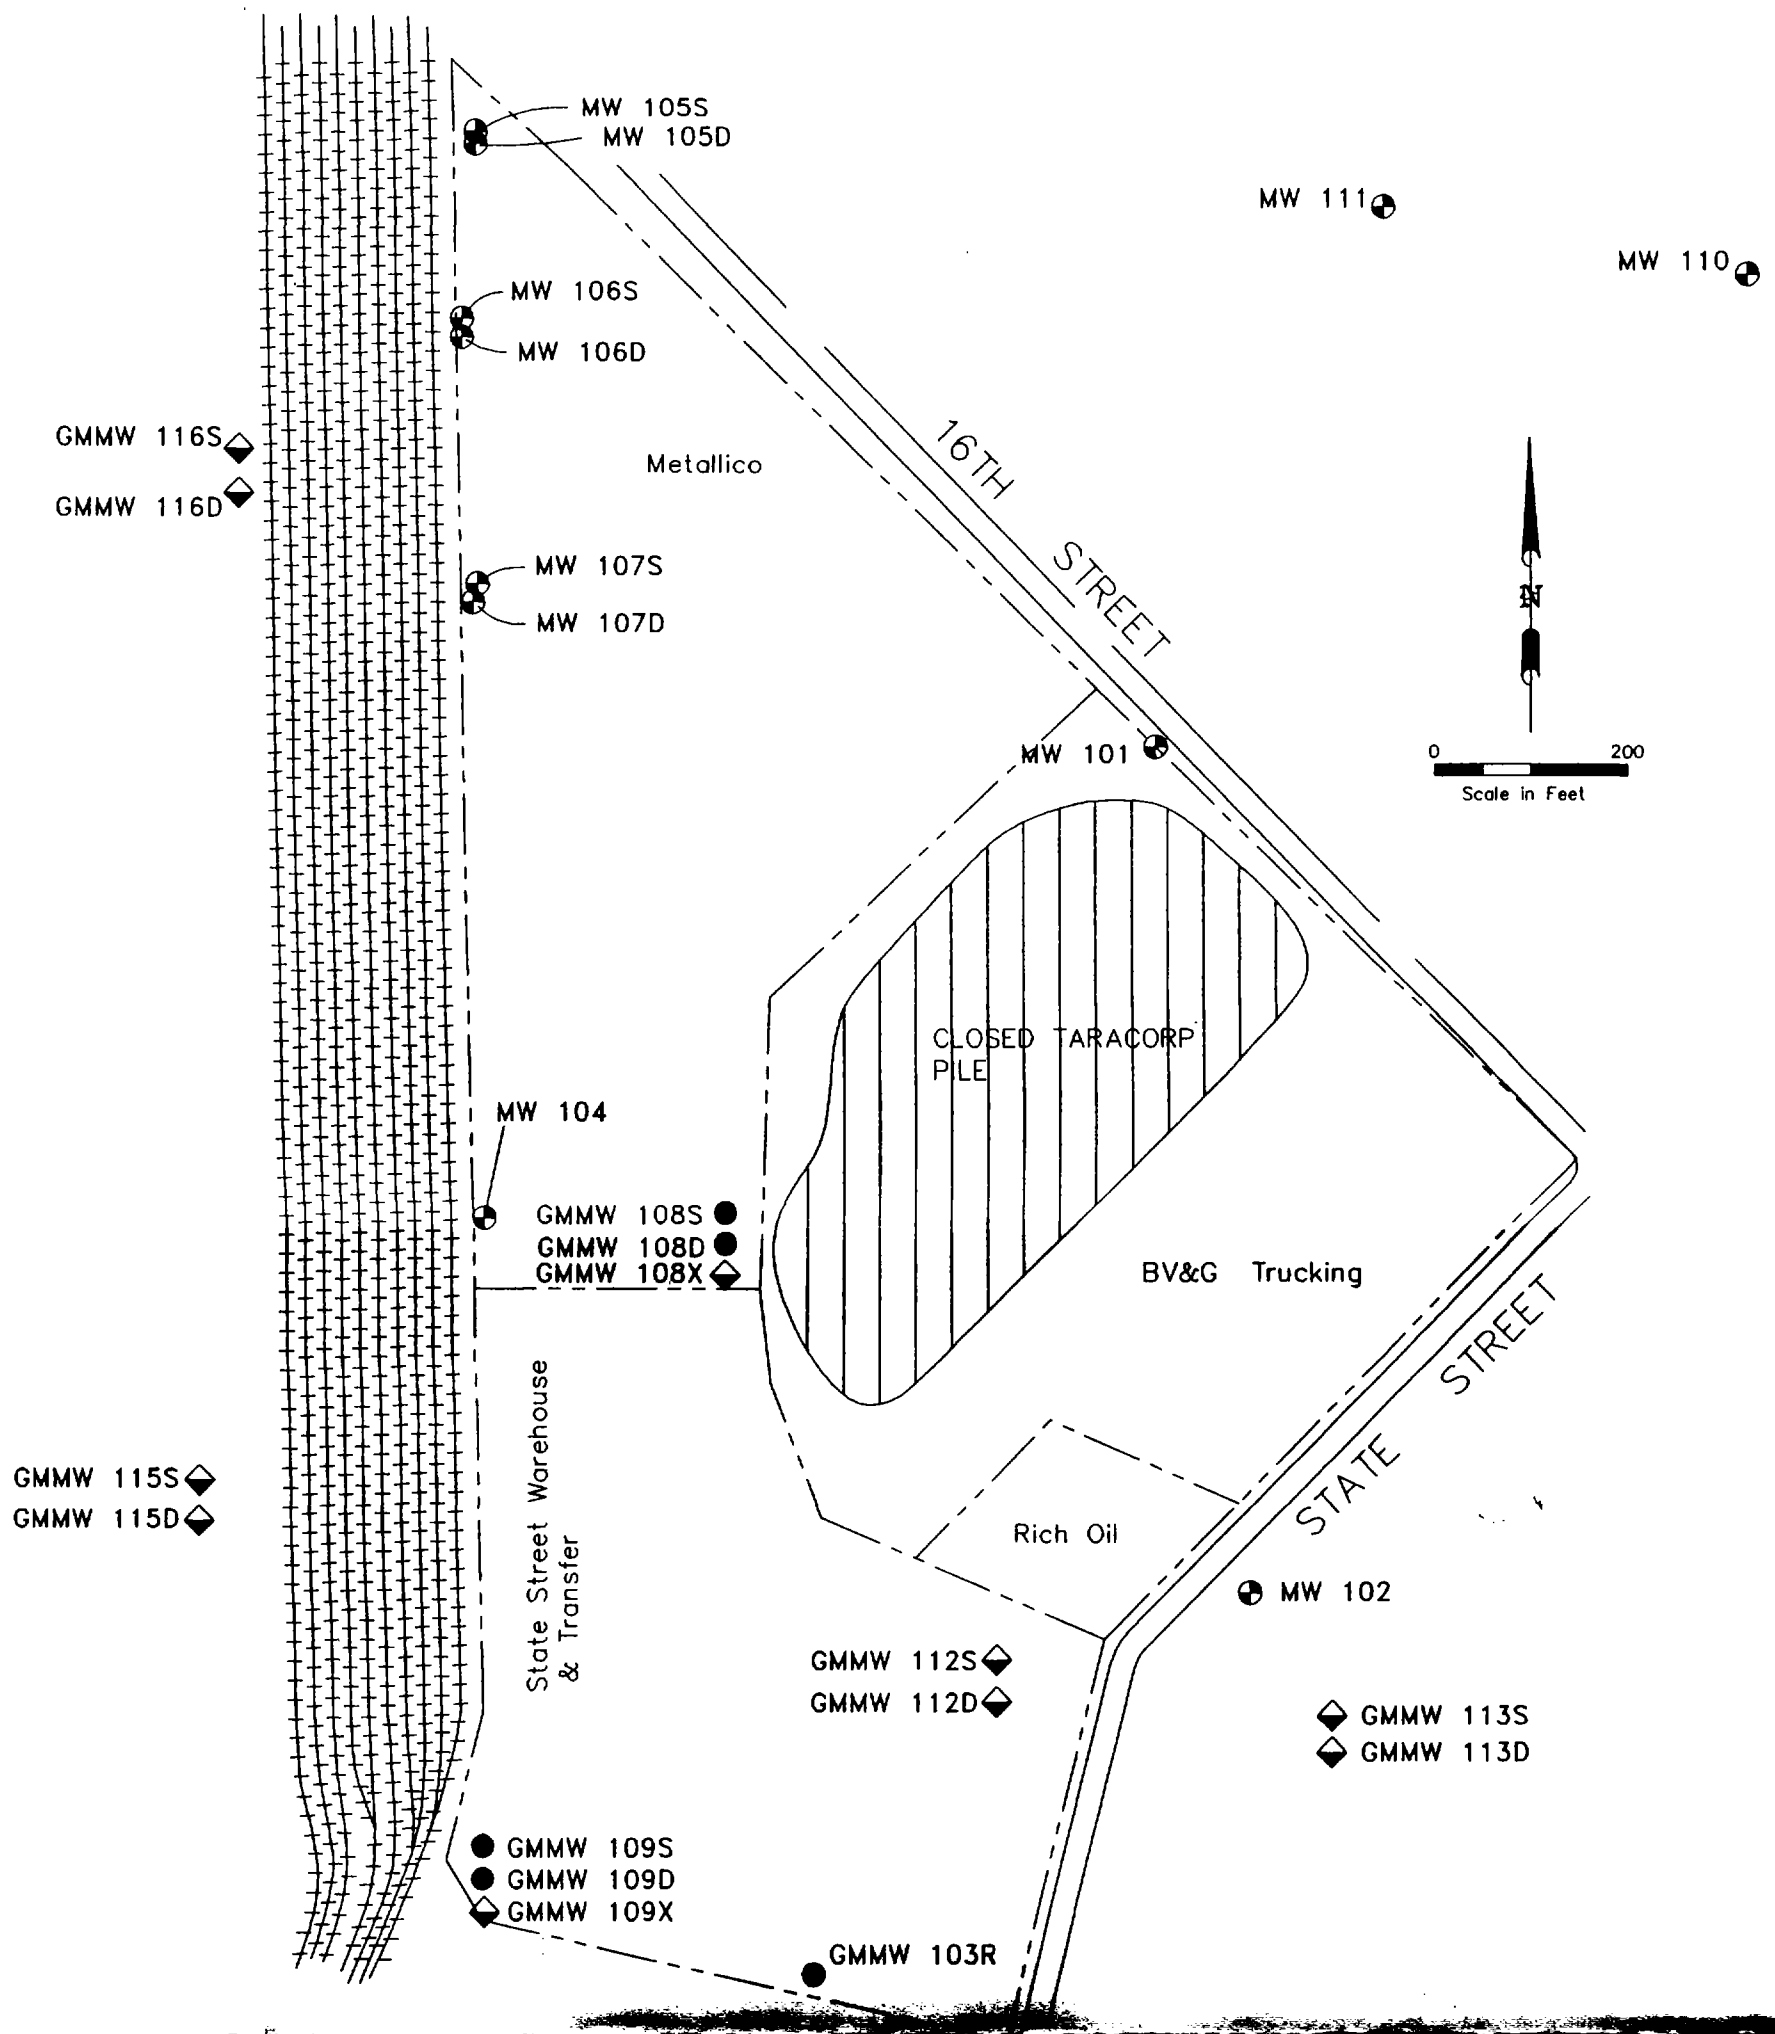 MW 105S
MW 105D
MW 111
MW 110
MW 106S
MW 106D
GMMW 116S
GMMW 116D
Metallico
16TH STREET
N
MW 107S
MW 107D
MW 101
0 200
Scale in Feet
CLOSED TARACORP
PILE
MW 104
GMMW 108S
GMMW 108D
GMMW 108X
BV&G Trucking
STATE STREET
State Street Warehouse
& Transfer
GMMW 115S
GMMW 115D
Rich Oil
MW 102
GMMW 112S
GMMW 112D
GMMW 113S
GMMW 113D
GMMW 109S
GMMW 109D
GMMW 109X
GMMW 103R